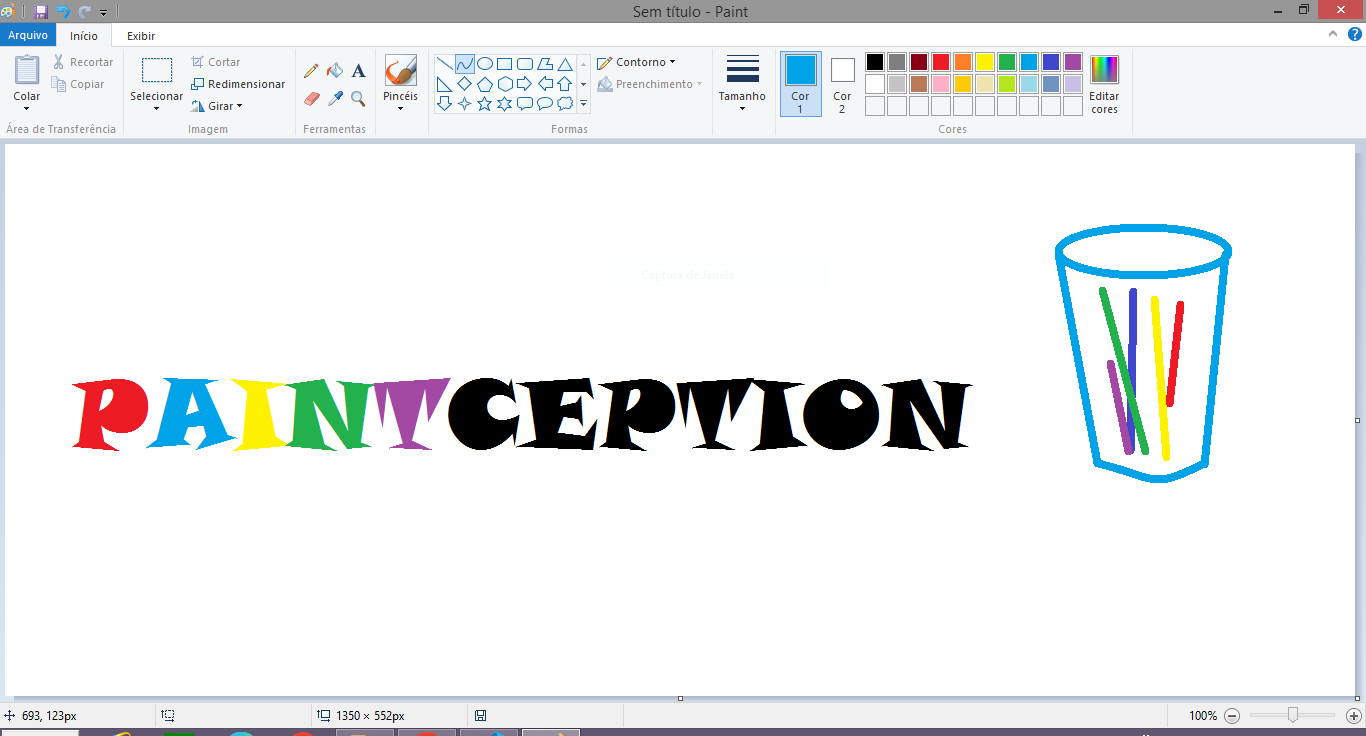 Sem título - Paint
Arquivo Início Exibir
Colar Recortar Copiar
Área de Transferência
Selecionar Cortar Redimensionar Girar
Imagem
A
Ferramentas
Pincéis
Contorno
Preenchimento
Formas
Tamanho
Cor 1
Cor 2
Editar cores
Cores
Captura de Janela
PAINTCEPTION
693, 123px 1350 × 552px 100%